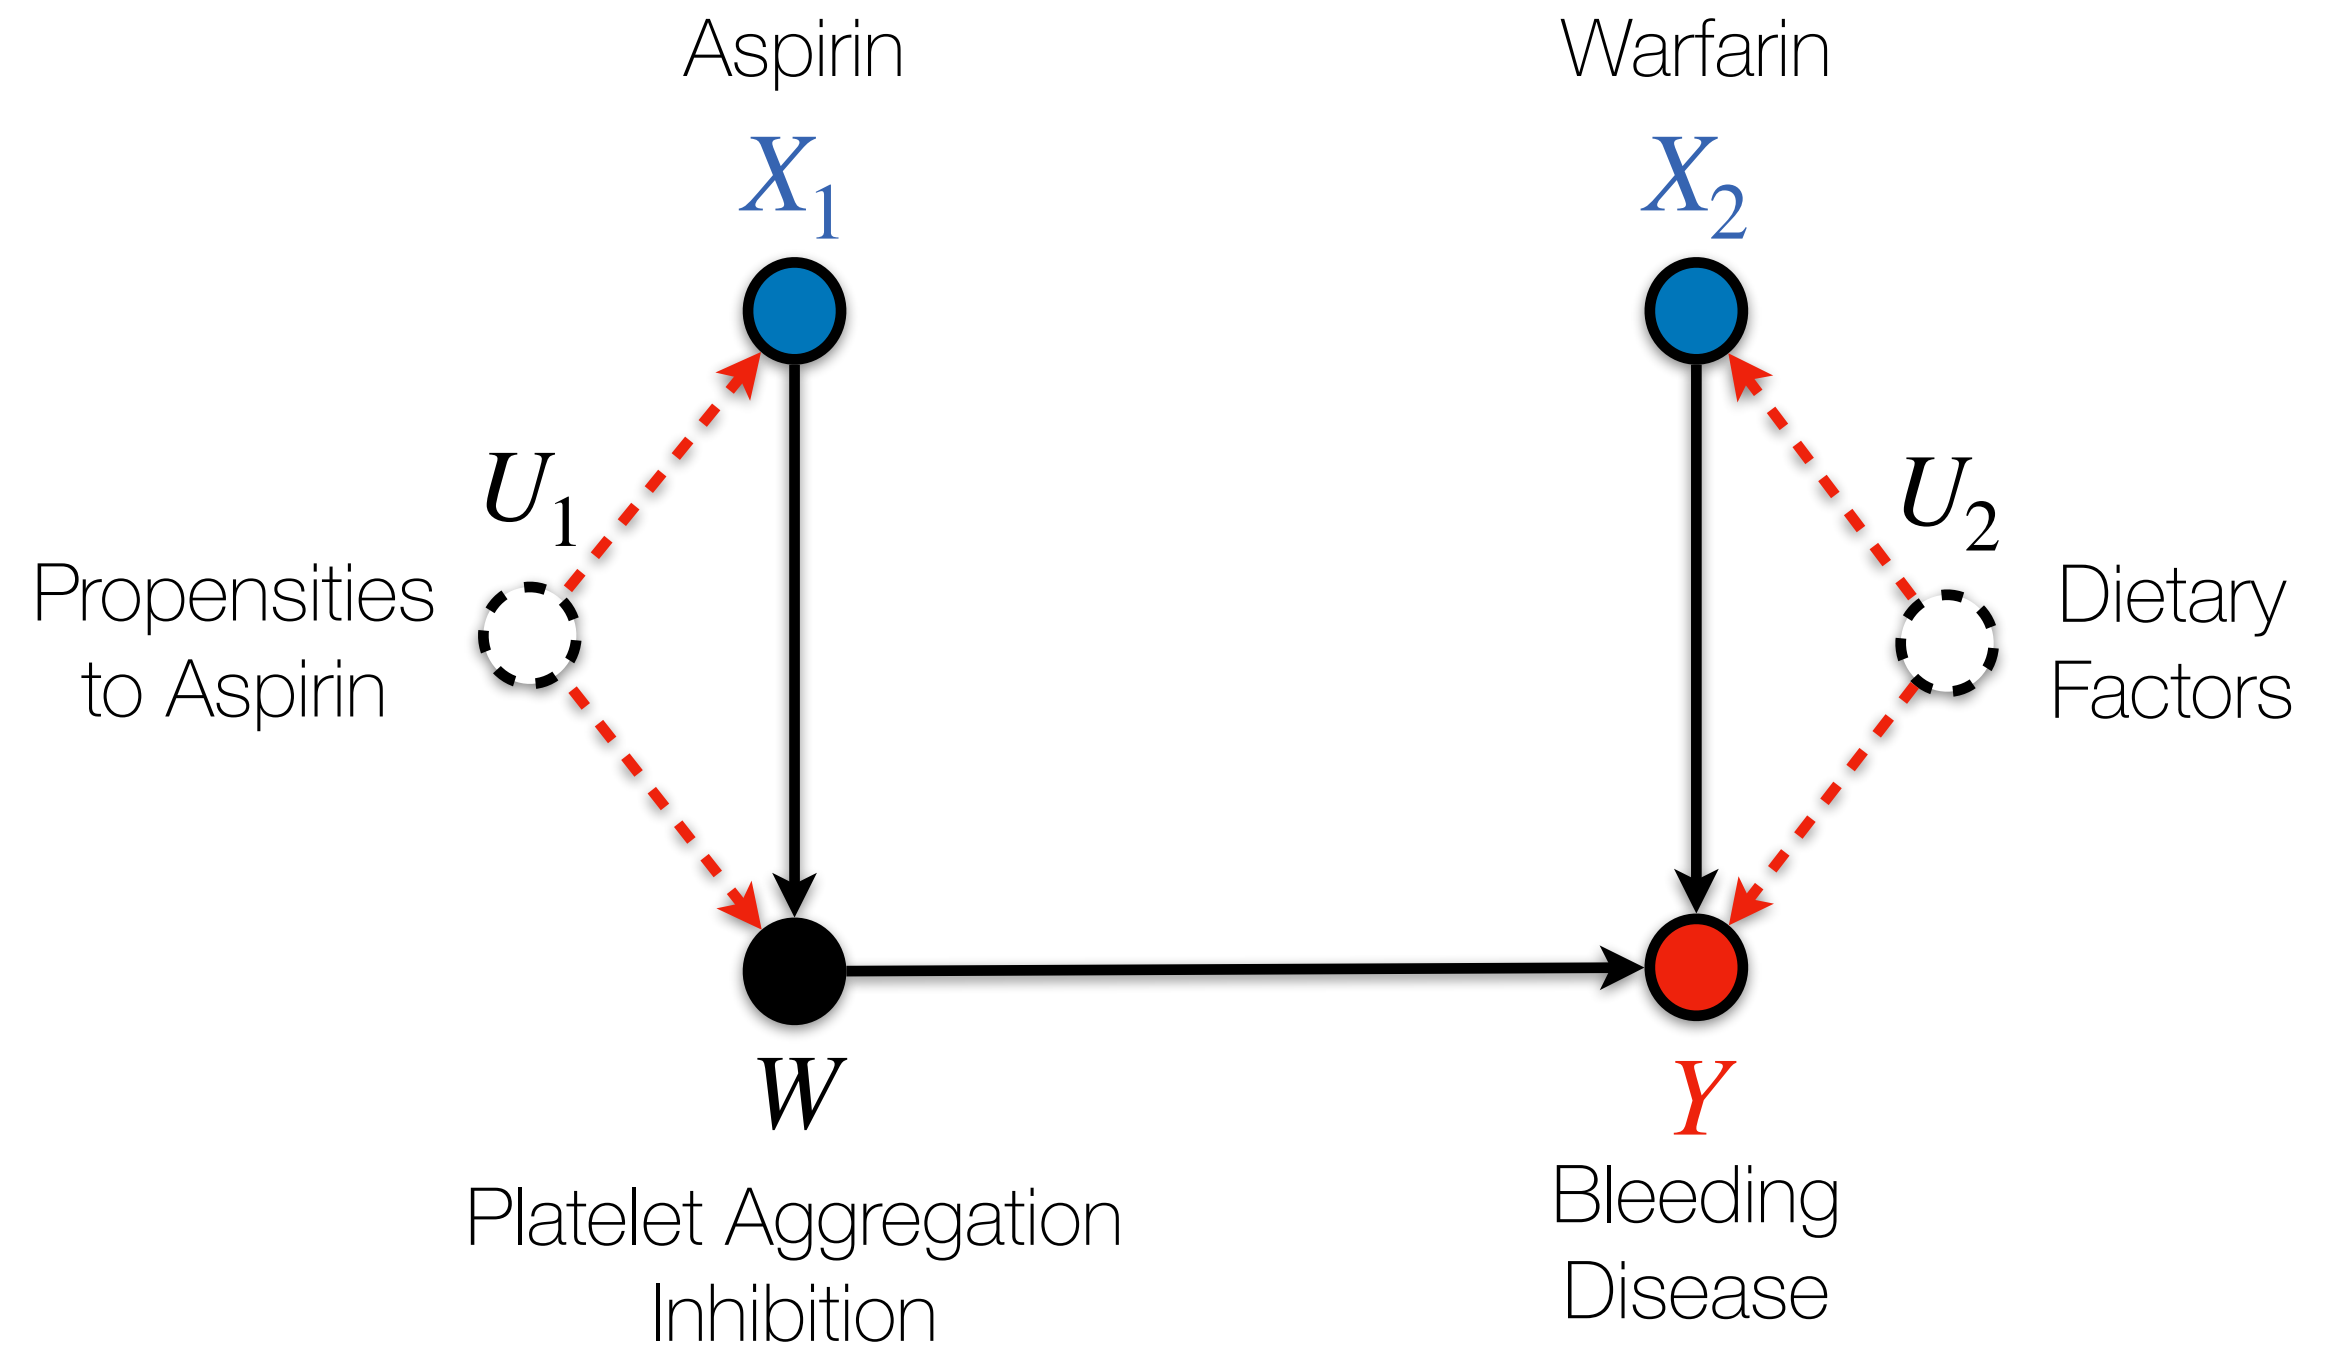 Aspirin
Warfarin
X₁
X₂
U₁
U₂
Propensities
to Aspirin
Dietary
Factors
W
Y
Platelet Aggregation
Inhibition
Bleeding
Disease